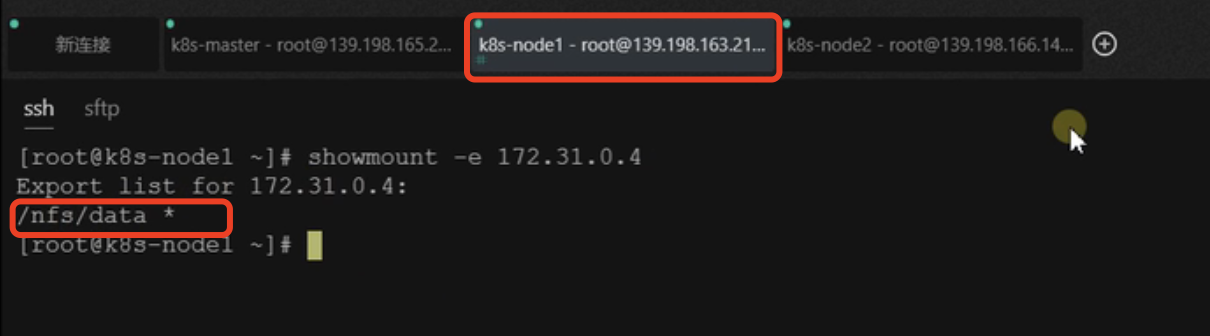 新连接
k8s-master - root@139.198.165.2...
k8s-node1 - root@139.198.163.21...
k8s-node2 - root@139.198.166.14...
ssh sftp
[root@k8s-node1 ~]# showmount -e 172.31.0.4
Export list for 172.31.0.4:
/nfs/data *
[root@k8s-node1 ~]#